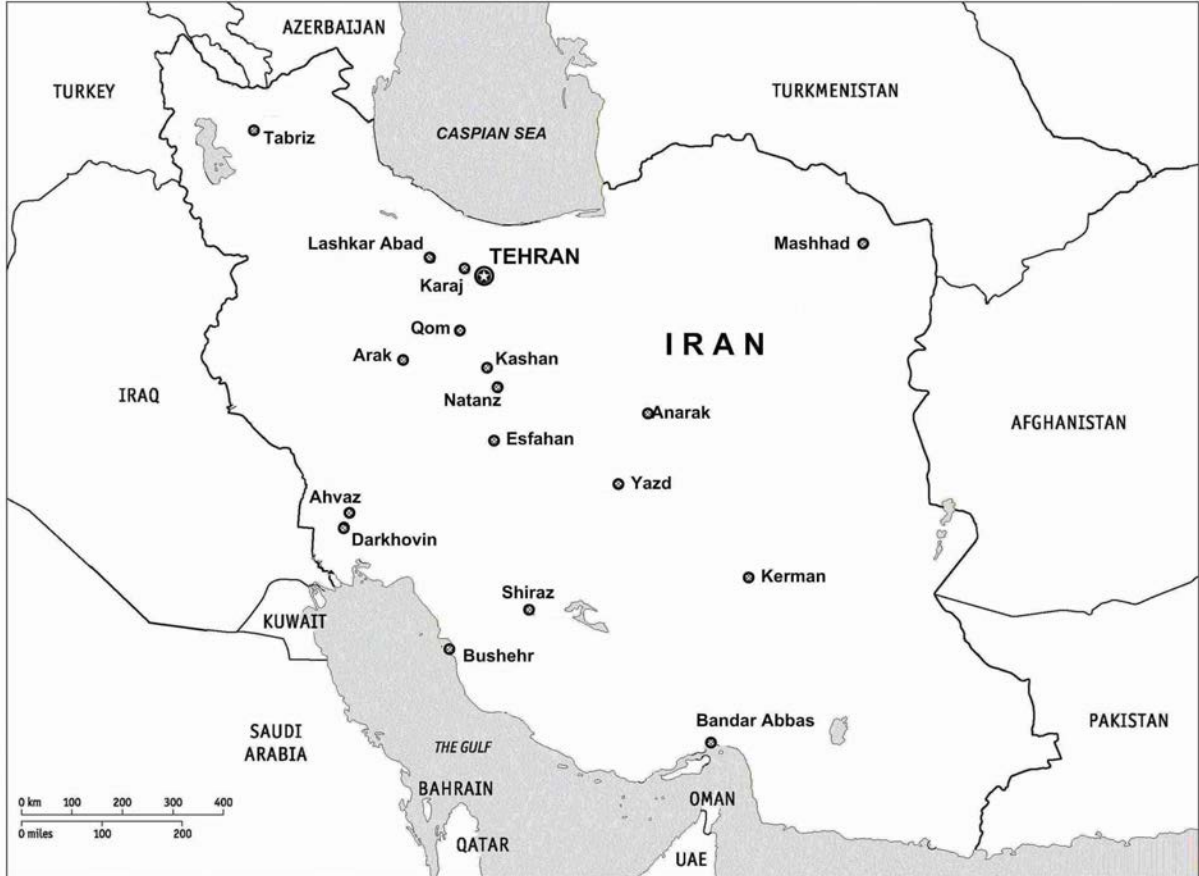 AZERBAIJAN
TURKEY
TURKMENISTAN
CASPIAN SEA
Tabriz
Lashkar Abad
TEHRAN
Mashhad
Karaj
Qom
IRAN
Arak
Kashan
IRAQ
Natanz
Anarak
AFGHANISTAN
Esfahan
Yazd
Ahvaz
Darkhovin
Kerman
Shiraz
KUWAIT
Bushehr
Bandar Abbas
PAKISTAN
SAUDI
ARABIA
THE GULF
BAHRAIN
OMAN
0 km 100 200 300 400
0 miles 100 200
QATAR
UAE